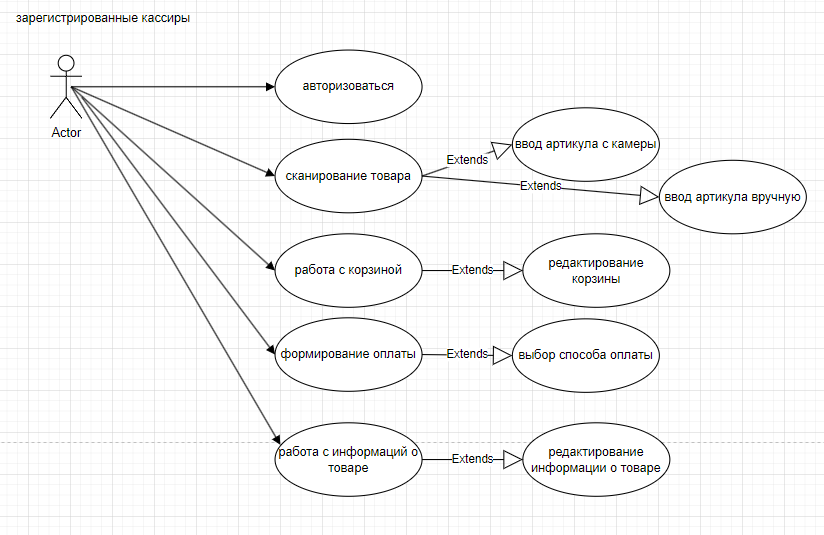 зарегистрированные кассиры
Actor
авторизоваться
сканирование товара
Extends
ввод артикула с камеры
Extends
ввод артикула вручную
работа с корзиной
Extends
редактирование
корзины
формирование оплаты
Extends
выбор способа оплаты
работа с информаций о
товаре
Extends
редактирование
информации о товаре